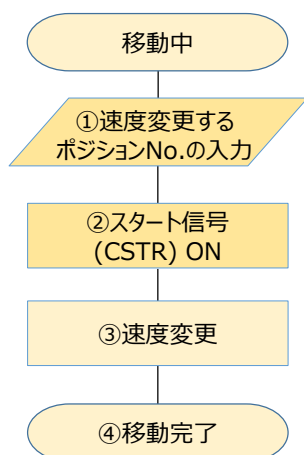 移動中
①速度変更する
ポジションNo.の入力
②スタート信号
(CSTR) ON
③速度変更
④移動完了